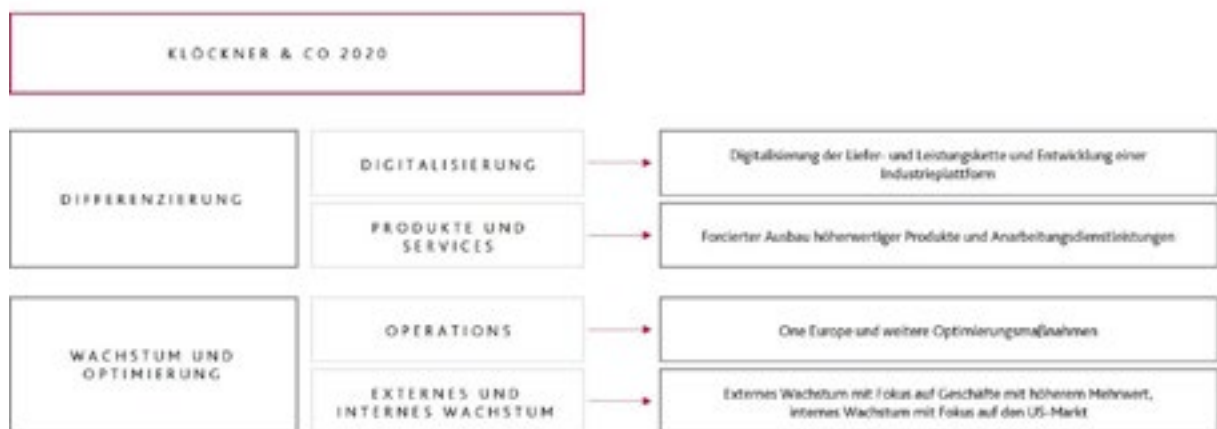 KLÖCKNER & CO 2020
DIFFERENZIERUNG
DIGITALISIERUNG
Digitalisierung der Liefer- und Leistungskette und Entwicklung einer
Industrieplattform
PRODUKTE UND
SERVICES
Forcierter Ausbau höherwertiger Produkte und Anarbeitungsdienstleistungen
WACHSTUM UND
OPTIMIERUNG
OPERATIONS
One Europe und weitere Optimierungsmaßnahmen
EXTERNES UND
INTERNES WACHSTUM
Externes Wachstum mit Fokus auf Geschäfte mit höherem Mehrwert,
internes Wachstum mit Fokus auf den US-Markt